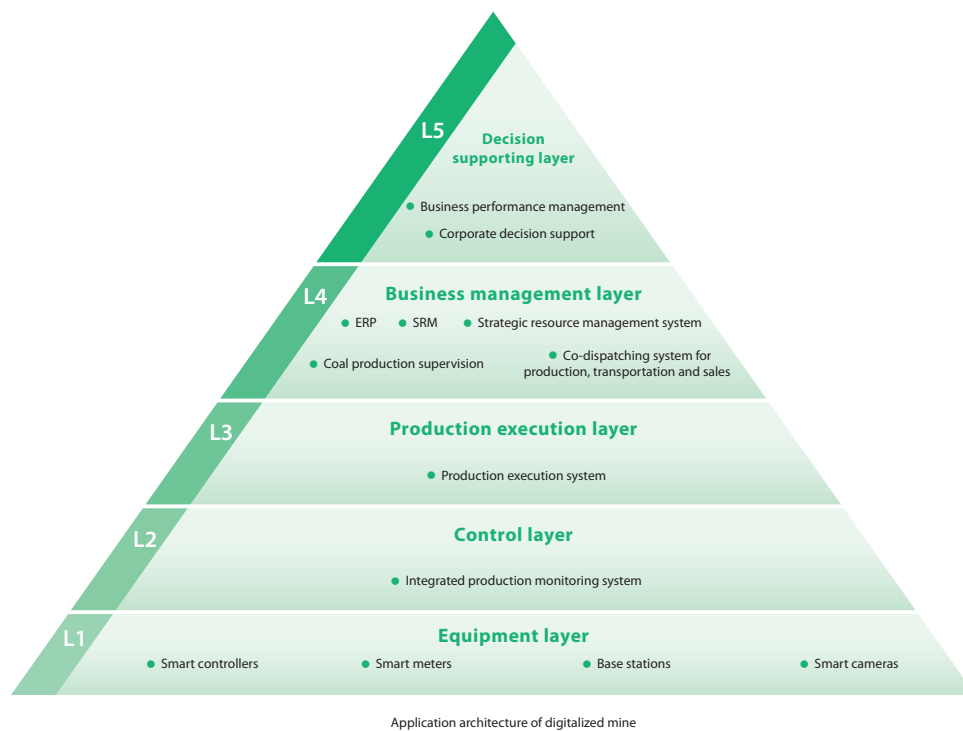 L5
Decision
supporting layer
Business performance management
Corporate decision support
L4
Business management layer
ERP
SRM
Strategic resource management system
Coal production supervision
Co-dispatching system for
production, transportation and sales
L3
Production execution layer
Production execution system
L2
Control layer
Integrated production monitoring system
L1
Equipment layer
Smart controllers
Smart meters
Base stations
Smart cameras
Application architecture of digitalized mine